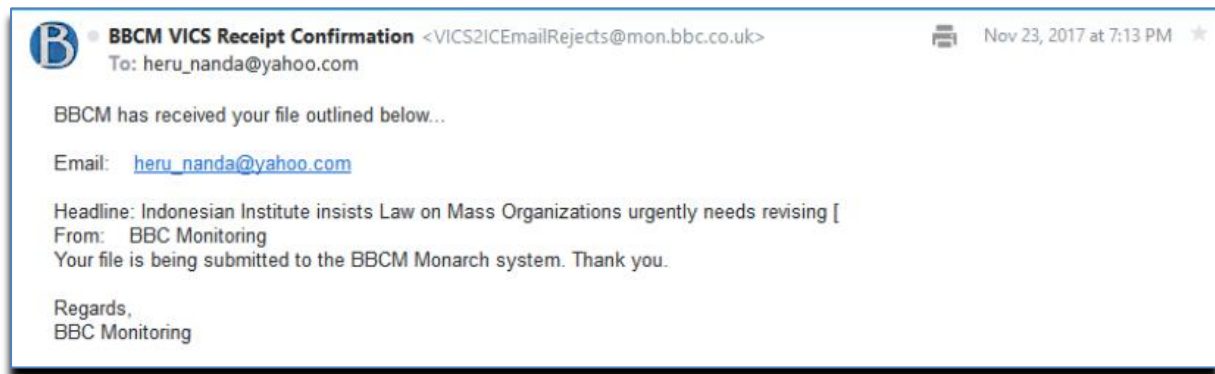 B
BBCM VICS Receipt Confirmation <VICS2ICEmailRejects@mon.bbc.co.uk> Nov 23, 2017 at 7:13 PM
To: heru_nanda@yahoo.com
BBCM has received your file outlined below...
Email: heru_nanda@yahoo.com
Headline: Indonesian Institute insists Law on Mass Organizations urgently needs revising [
From: BBC Monitoring
Your file is being submitted to the BBCM Monarch system. Thank you.
Regards,
BBC Monitoring